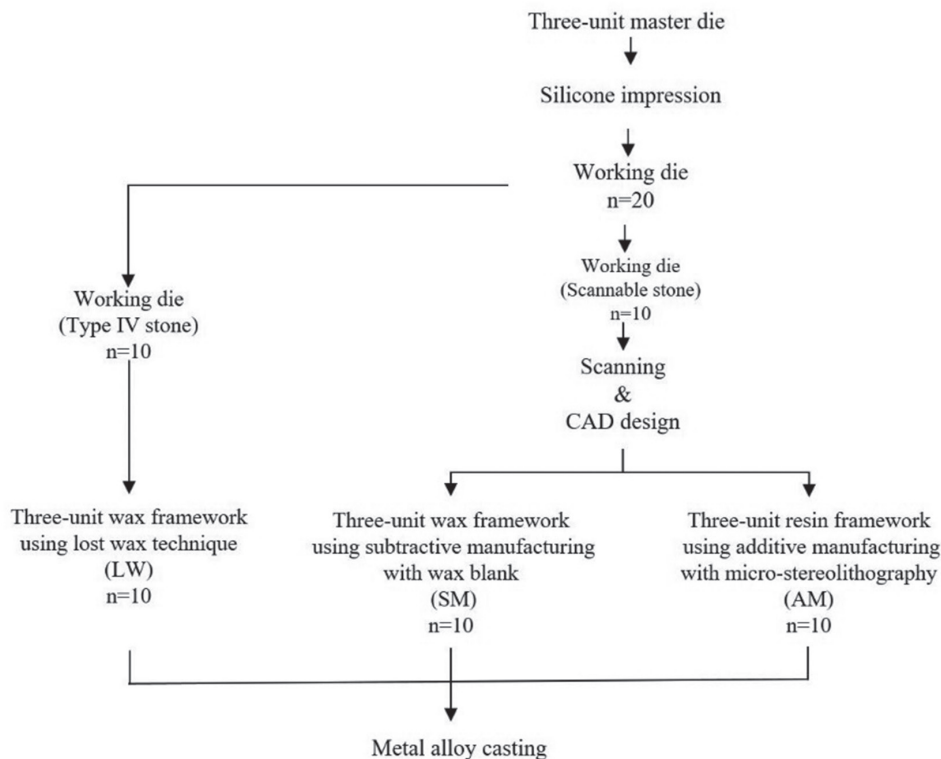 Three-unit master die
Silicone impression
Working die
n=20
Working die
(Scannable stone)
n=10
Working die
(Type IV stone)
n=10
Scanning
&
CAD design
Three-unit wax framework
using lost wax technique
(LW)
n=10
Three-unit wax framework
using subtractive manufacturing
with wax blank
(SM)
n=10
Three-unit resin framework
using additive manufacturing
with micro-stereolithography
(AM)
n=10
Metal alloy casting